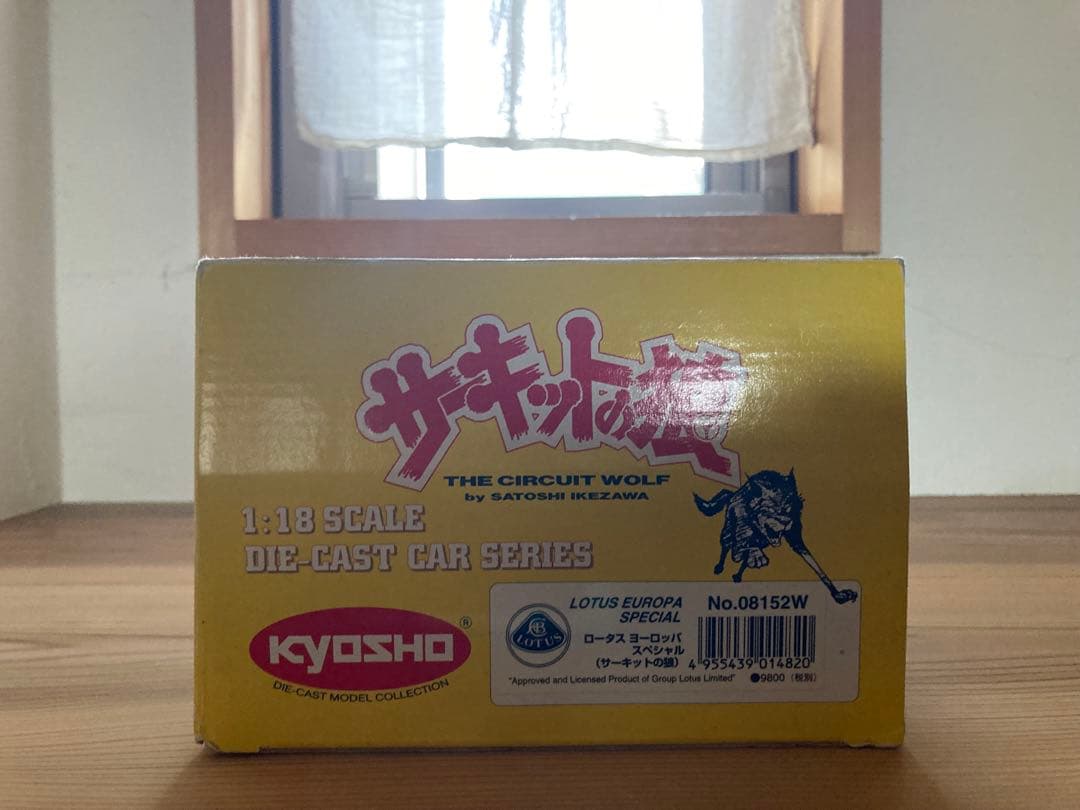 サーキットの狼
THE CIRCUIT WOLF
by SATOSHI IKEZAWA
1:18 SCALE
DIE-CAST CAR SERIES
KYOSHO®
DIE-CAST MODEL COLLECTION
LOTUS
LOTUS EUROPA
SPECIAL
ロータス ヨーロッパ
スペシャル
(サーキットの狼)
No.08152W
4 955439 014820
"Approved and Licensed Product of Group Lotus Limited"
●9800 (税別)